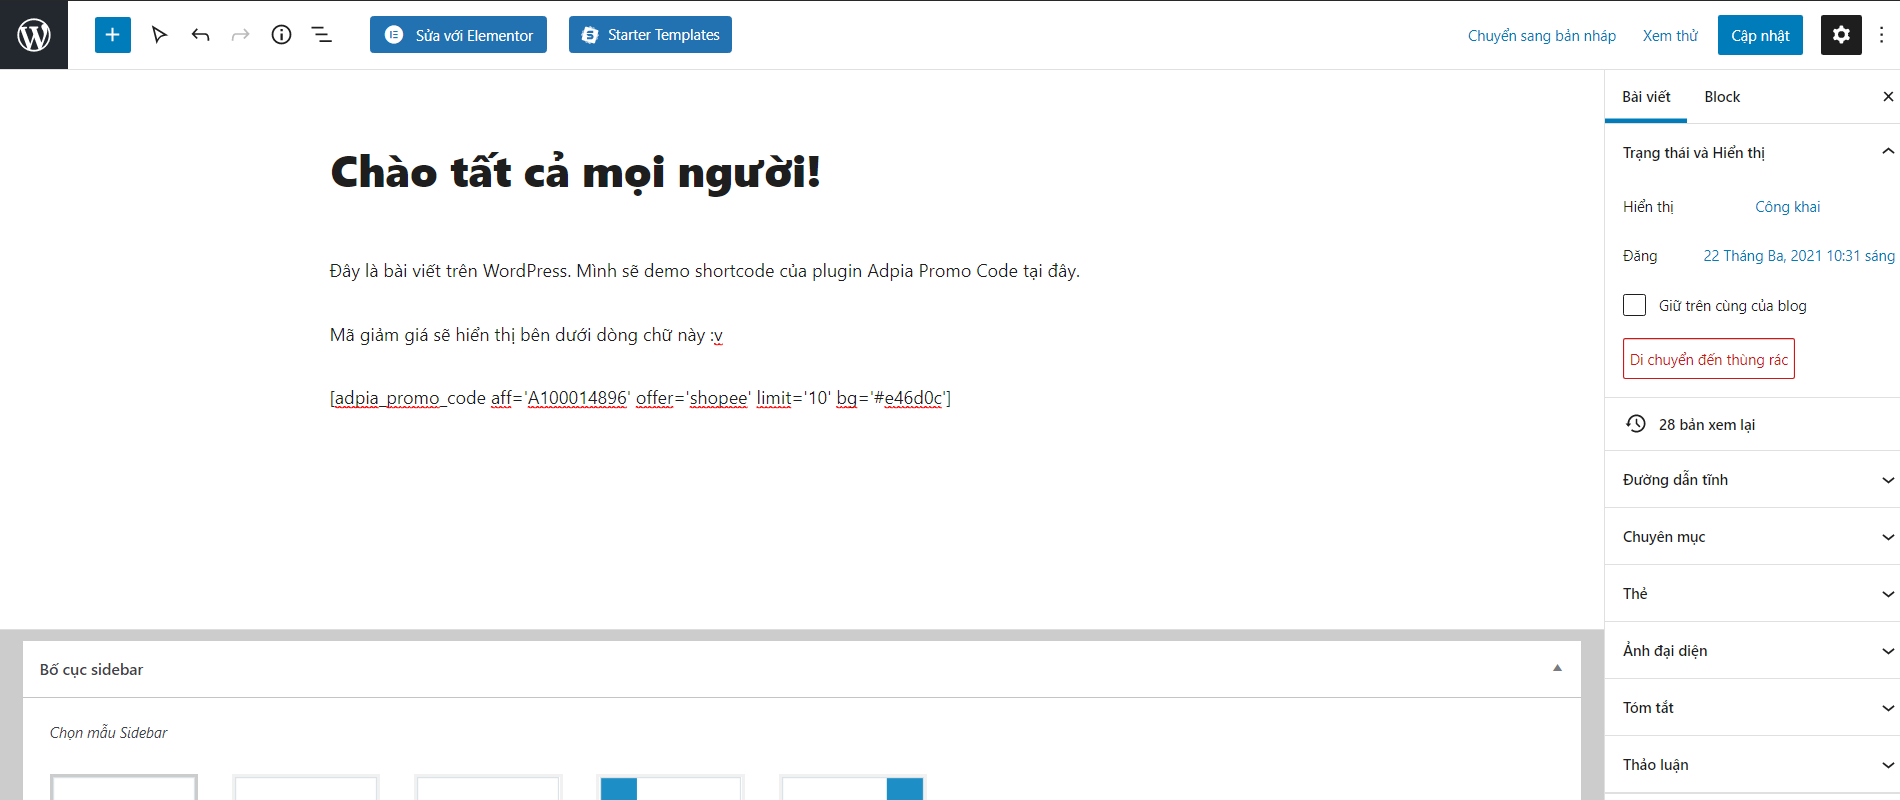 Sửa với Elementor
Starter Templates
Chuyển sang bản nháp
Xem thử
Cập nhật
Chào tất cả mọi người!
Đây là bài viết trên WordPress. Mình sẽ demo shortcode của plugin Adpia Promo Code tại đây.
Mã giảm giá sẽ hiển thị bên dưới dòng chữ này :v
[adpia_promo_code aff='A100014896' offer='shopee' limit='10' bg='#e46d0c']
Bố cục sidebar
Chọn mẫu Sidebar
Bài viết
Block
Trạng thái và Hiển thị
Hiển thị
Công khai
Đăng
22 Tháng Ba, 2021 10:31 sáng
Giữ trên cùng của blog
Di chuyển đến thùng rác
28 bản xem lại
Đường dẫn tĩnh
Chuyên mục
Thẻ
Ảnh đại diện
Tóm tắt
Thảo luận